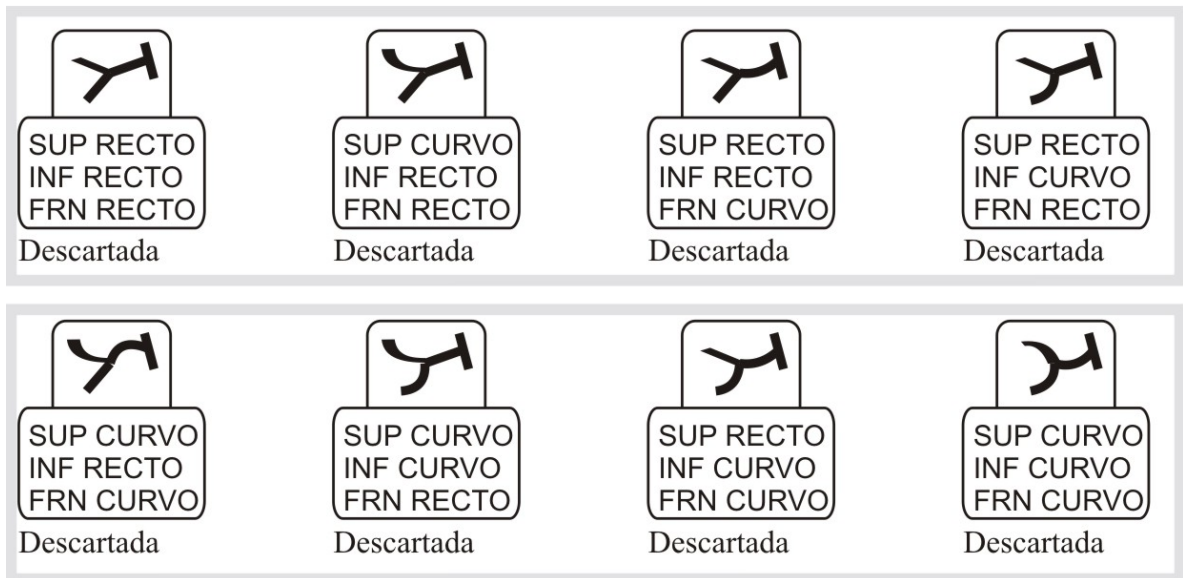 SUP RECTO
INF RECTO
FRN RECTO
Descartada
SUP CURVO
INF RECTO
FRN RECTO
Descartada
SUP RECTO
INF RECTO
FRN CURVO
Descartada
SUP RECTO
INF CURVO
FRN RECTO
Descartada
SUP CURVO
INF RECTO
FRN CURVO
Descartada
SUP CURVO
INF CURVO
FRN RECTO
Descartada
SUP RECTO
INF CURVO
FRN CURVO
Descartada
SUP CURVO
INF CURVO
FRN CURVO
Descartada